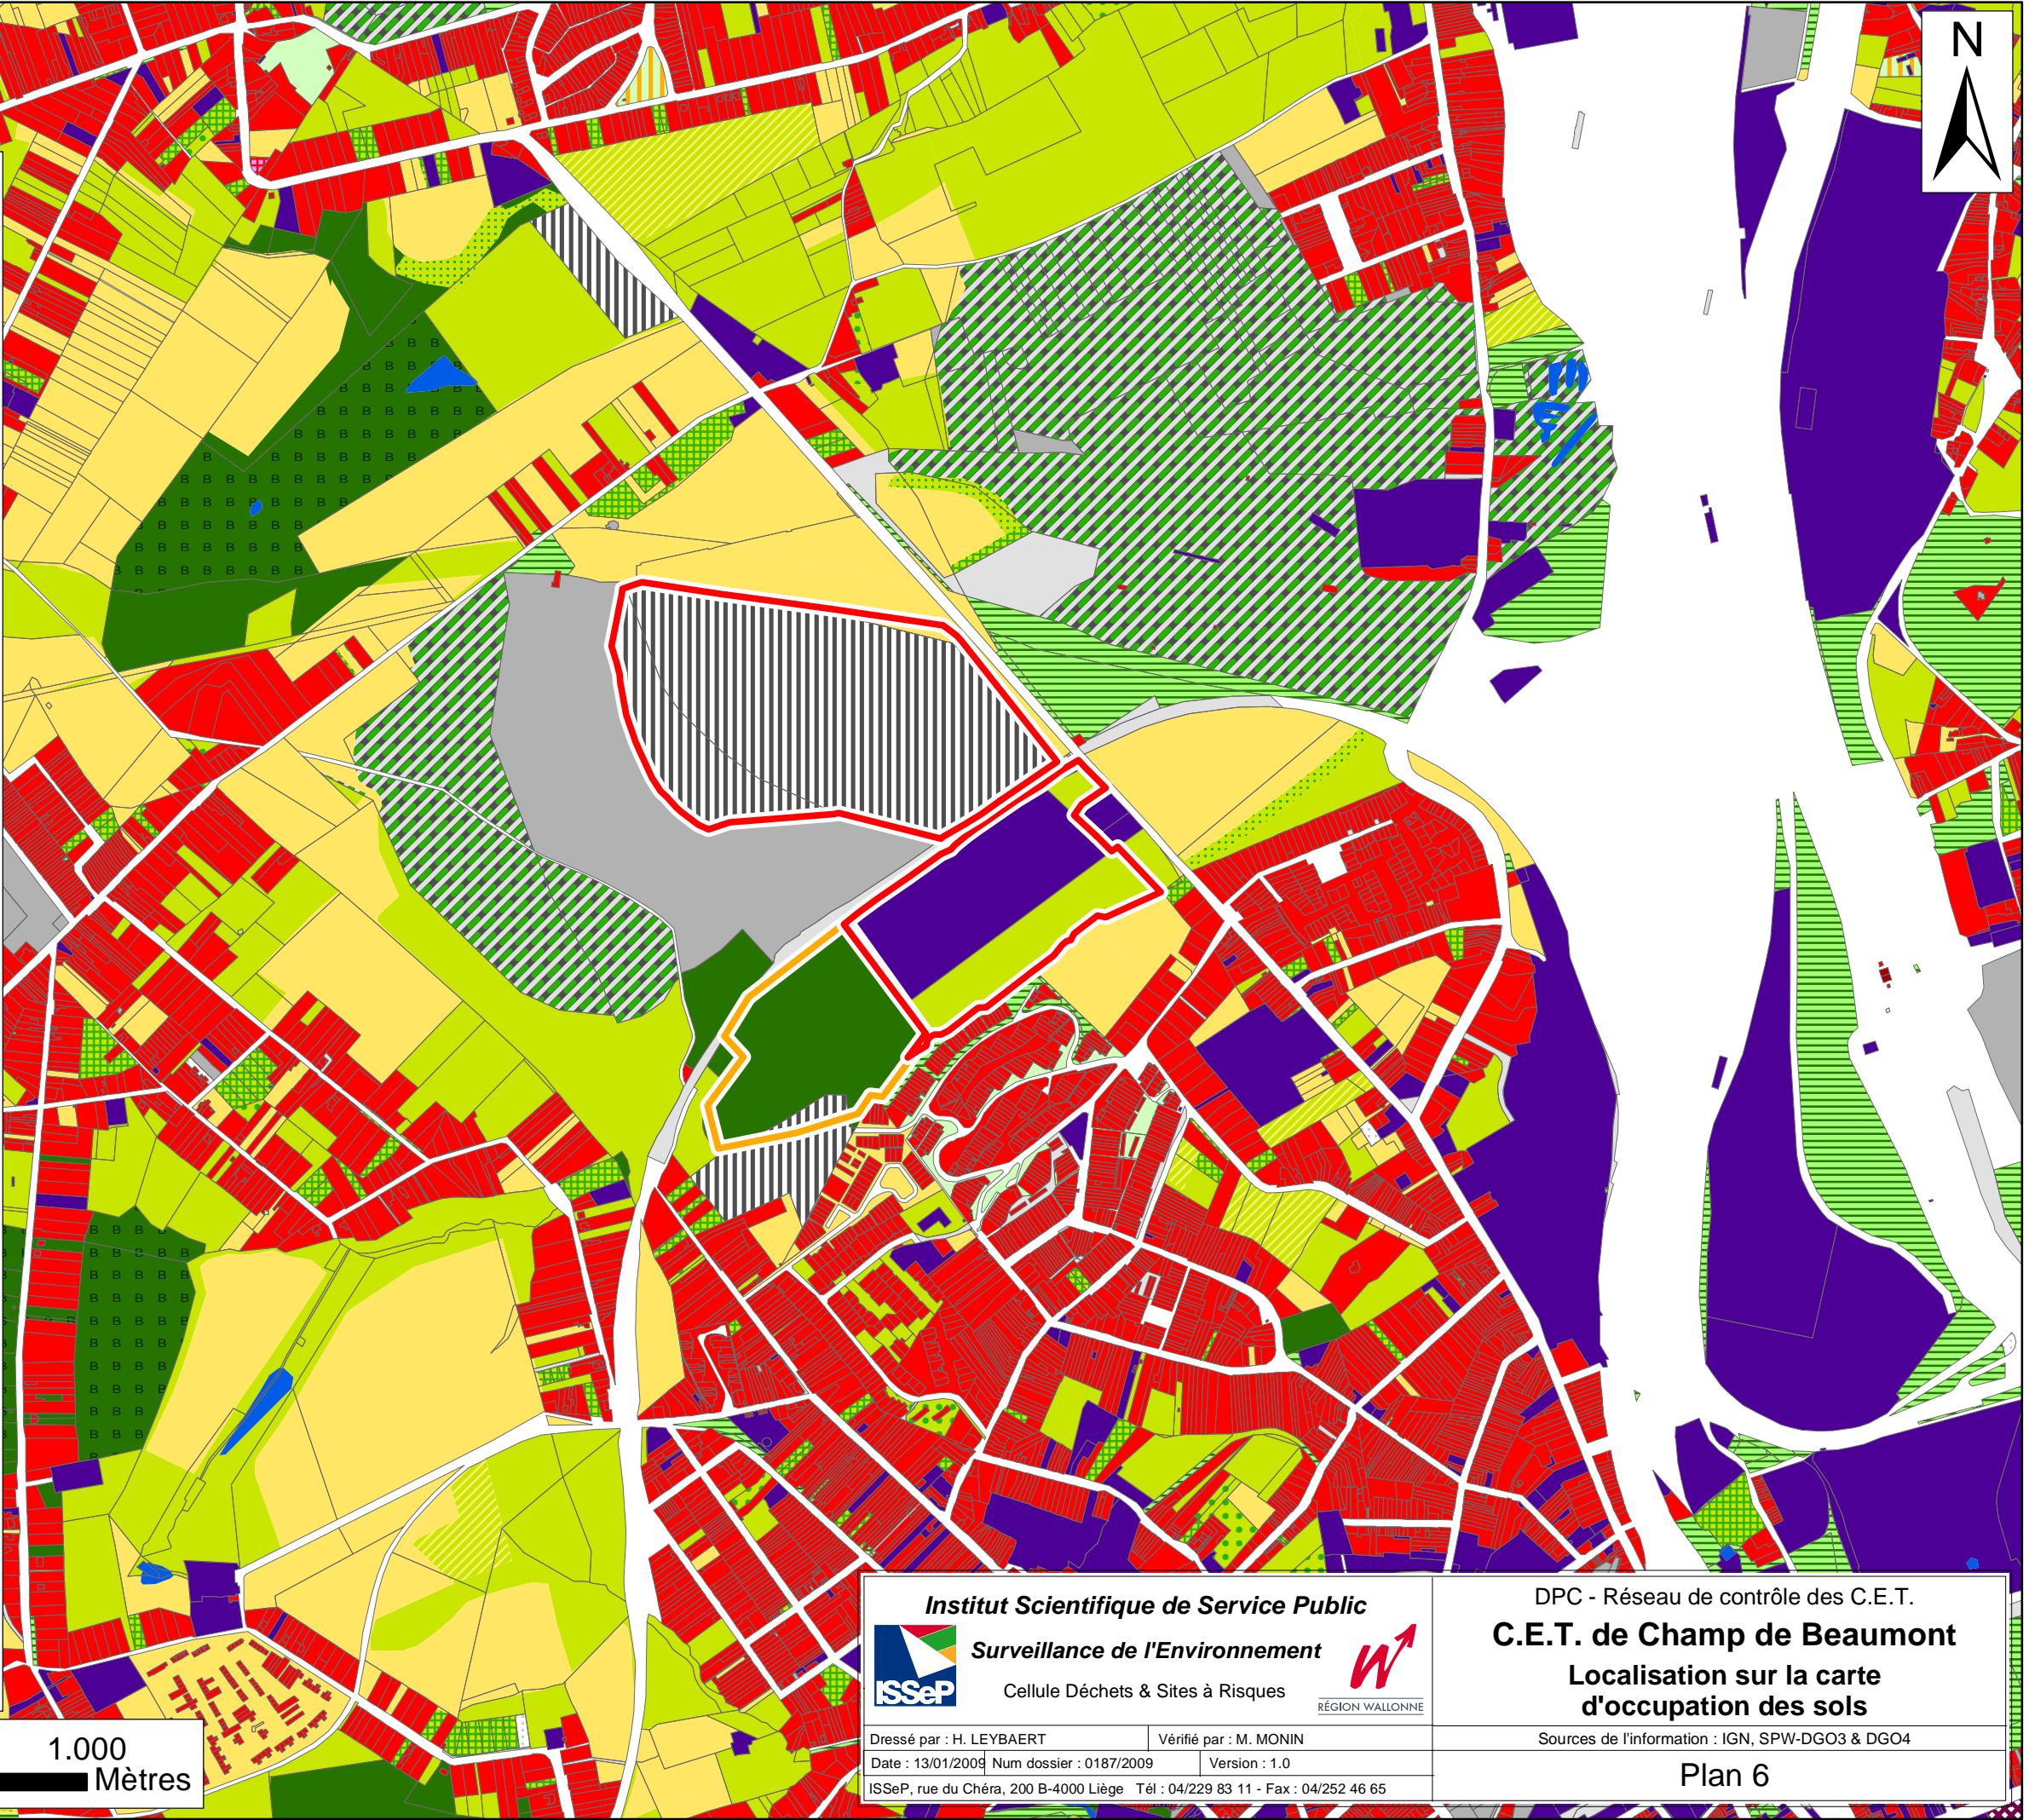 N
1.000
Mètres
Institut Scientifique de Service Public
Surveillance de l'Environnement
Cellule Déchets & Sites à Risques
ISSeP
W
RÉGION WALLONNE
Dressé par : H. LEYBAERT
Vérifié par : M. MONIN
Date : 13/01/2009
Num dossier : 0187/2009
Version : 1.0
ISSeP, rue du Chéra, 200 B-4000 Liège Tél : 04/229 83 11 - Fax : 04/252 46 65
DPC - Réseau de contrôle des C.E.T.
C.E.T. de Champ de Beaumont
Localisation sur la carte
d'occupation des sols
Sources de l'information : IGN, SPW-DGO3 & DGO4
Plan 6